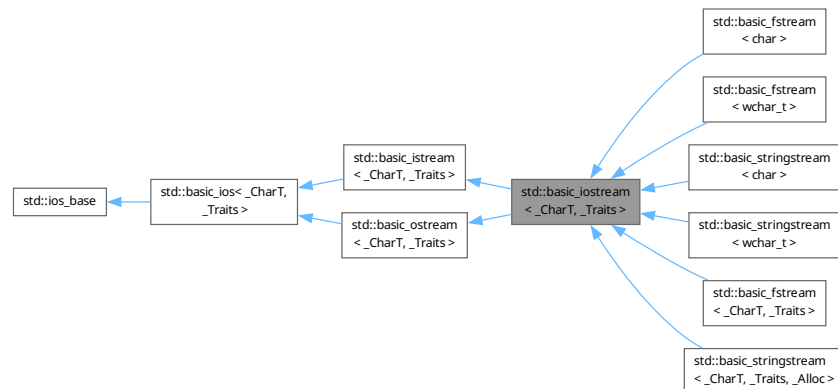 std::ios_base
std::basic_ios< _CharT,
_Traits >
std::basic_istream
< _CharT, _Traits >
std::basic_ostream
< _CharT, _Traits >
std::basic_iostream
< _CharT, _Traits >
std::basic_fstream
< char >
std::basic_fstream
< wchar_t >
std::basic_stringstream
< char >
std::basic_stringstream
< wchar_t >
std::basic_fstream
< _CharT, _Traits >
std::basic_stringstream
< _CharT, _Traits, _Alloc >